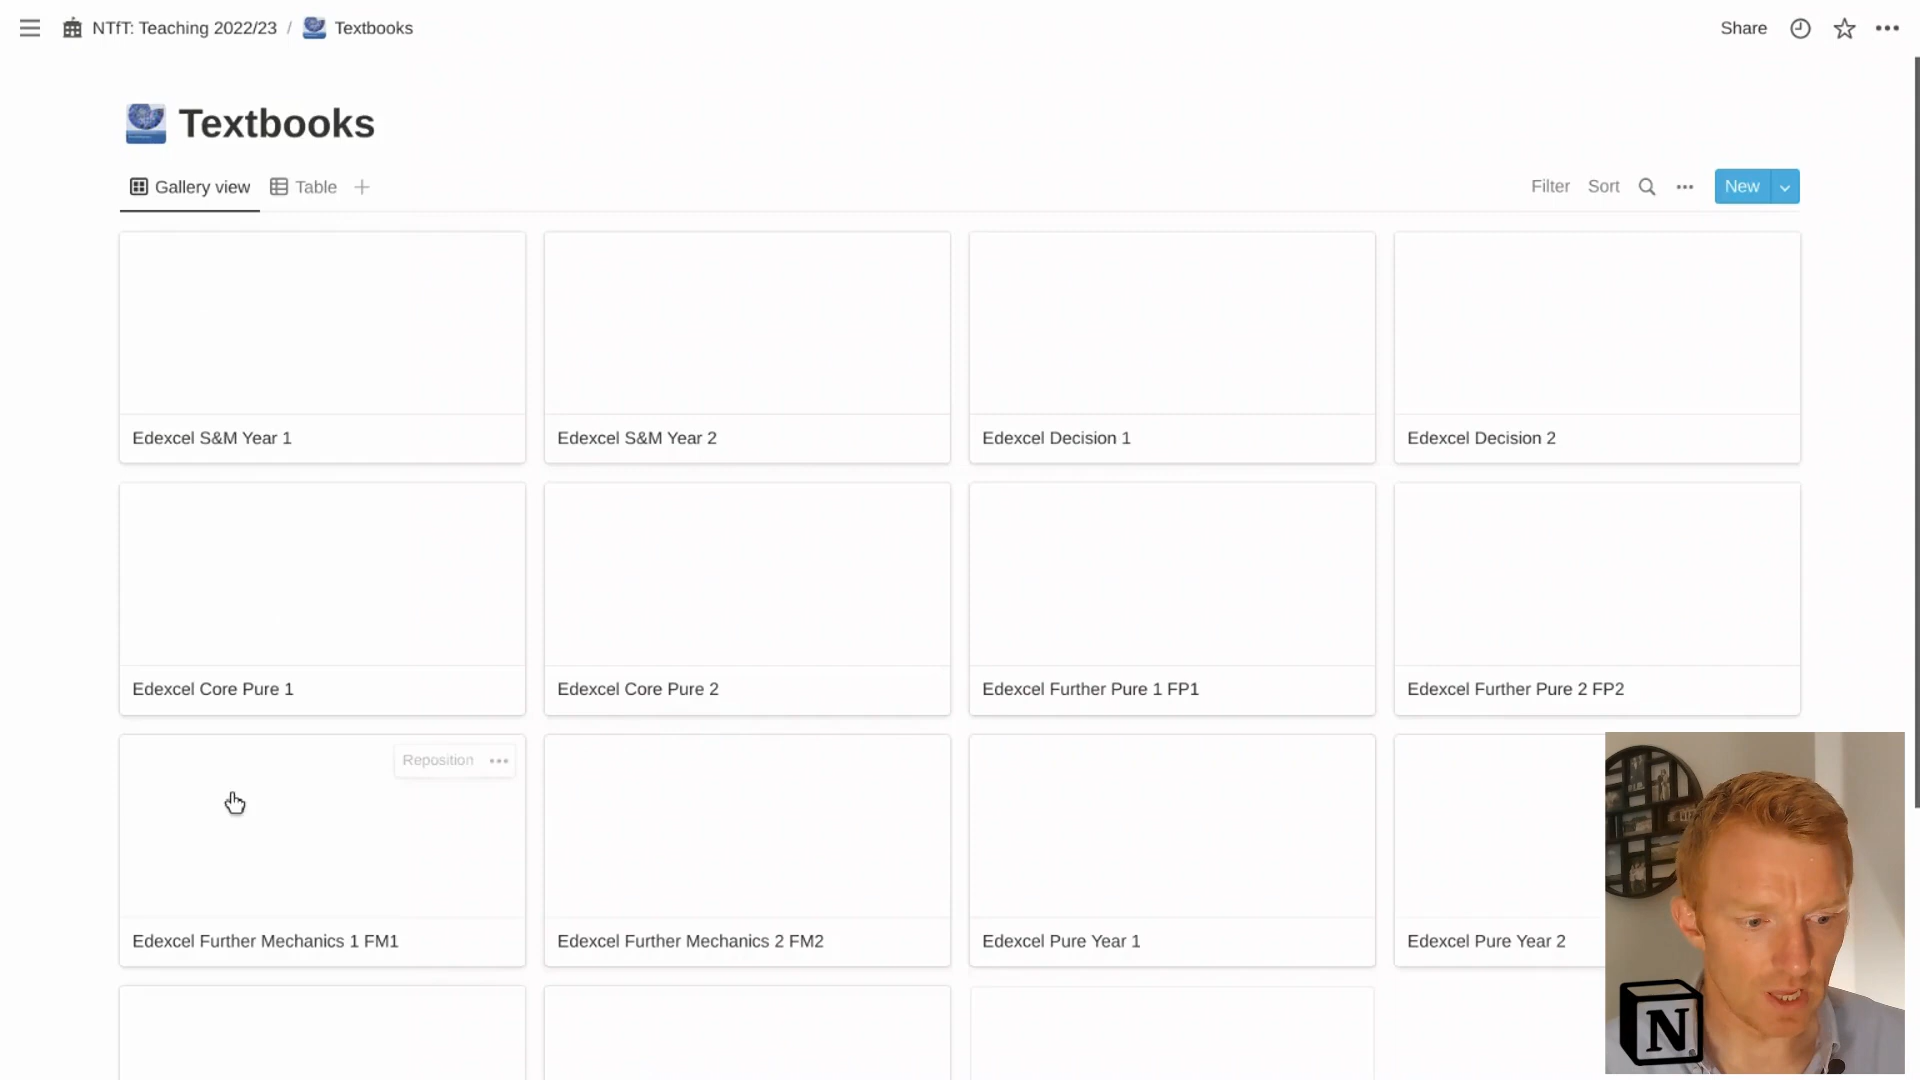 NTfT: Teaching 2022/23 / Textbooks
Share
Textbooks
Gallery view
Table
Filter
Sort
New
Edexcel S&M Year 1
Edexcel S&M Year 2
Edexcel Decision 1
Edexcel Decision 2
Edexcel Core Pure 1
Edexcel Core Pure 2
Edexcel Further Pure 1 FP1
Edexcel Further Pure 2 FP2
Reposition
Edexcel Further Mechanics 1 FM1
Edexcel Further Mechanics 2 FM2
Edexcel Pure Year 1
Edexcel Pure Year 2
N